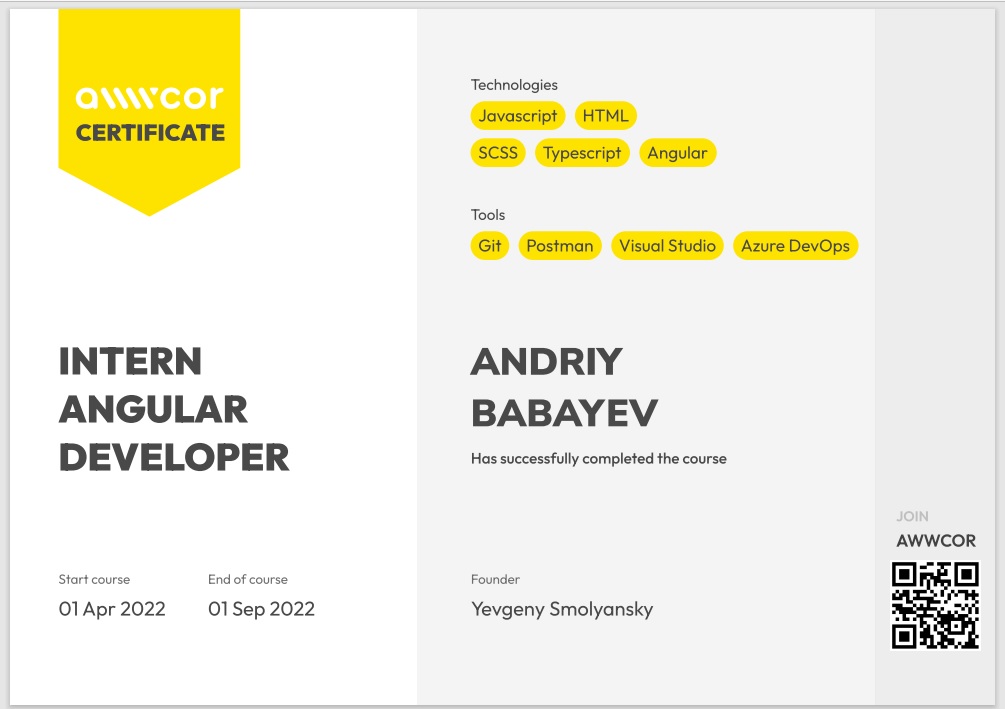 awwcor
CERTIFICATE
INTERN
ANGULAR
DEVELOPER
Start course
End of course
01 Apr 2022
01 Sep 2022
Technologies
Javascript HTML
SCSS Typescript Angular
Tools
Git Postman Visual Studio Azure DevOps
ANDRIY
BABAYEV
Has successfully completed the course
Founder
Yevgeny Smolyansky
JOIN
AWWCOR